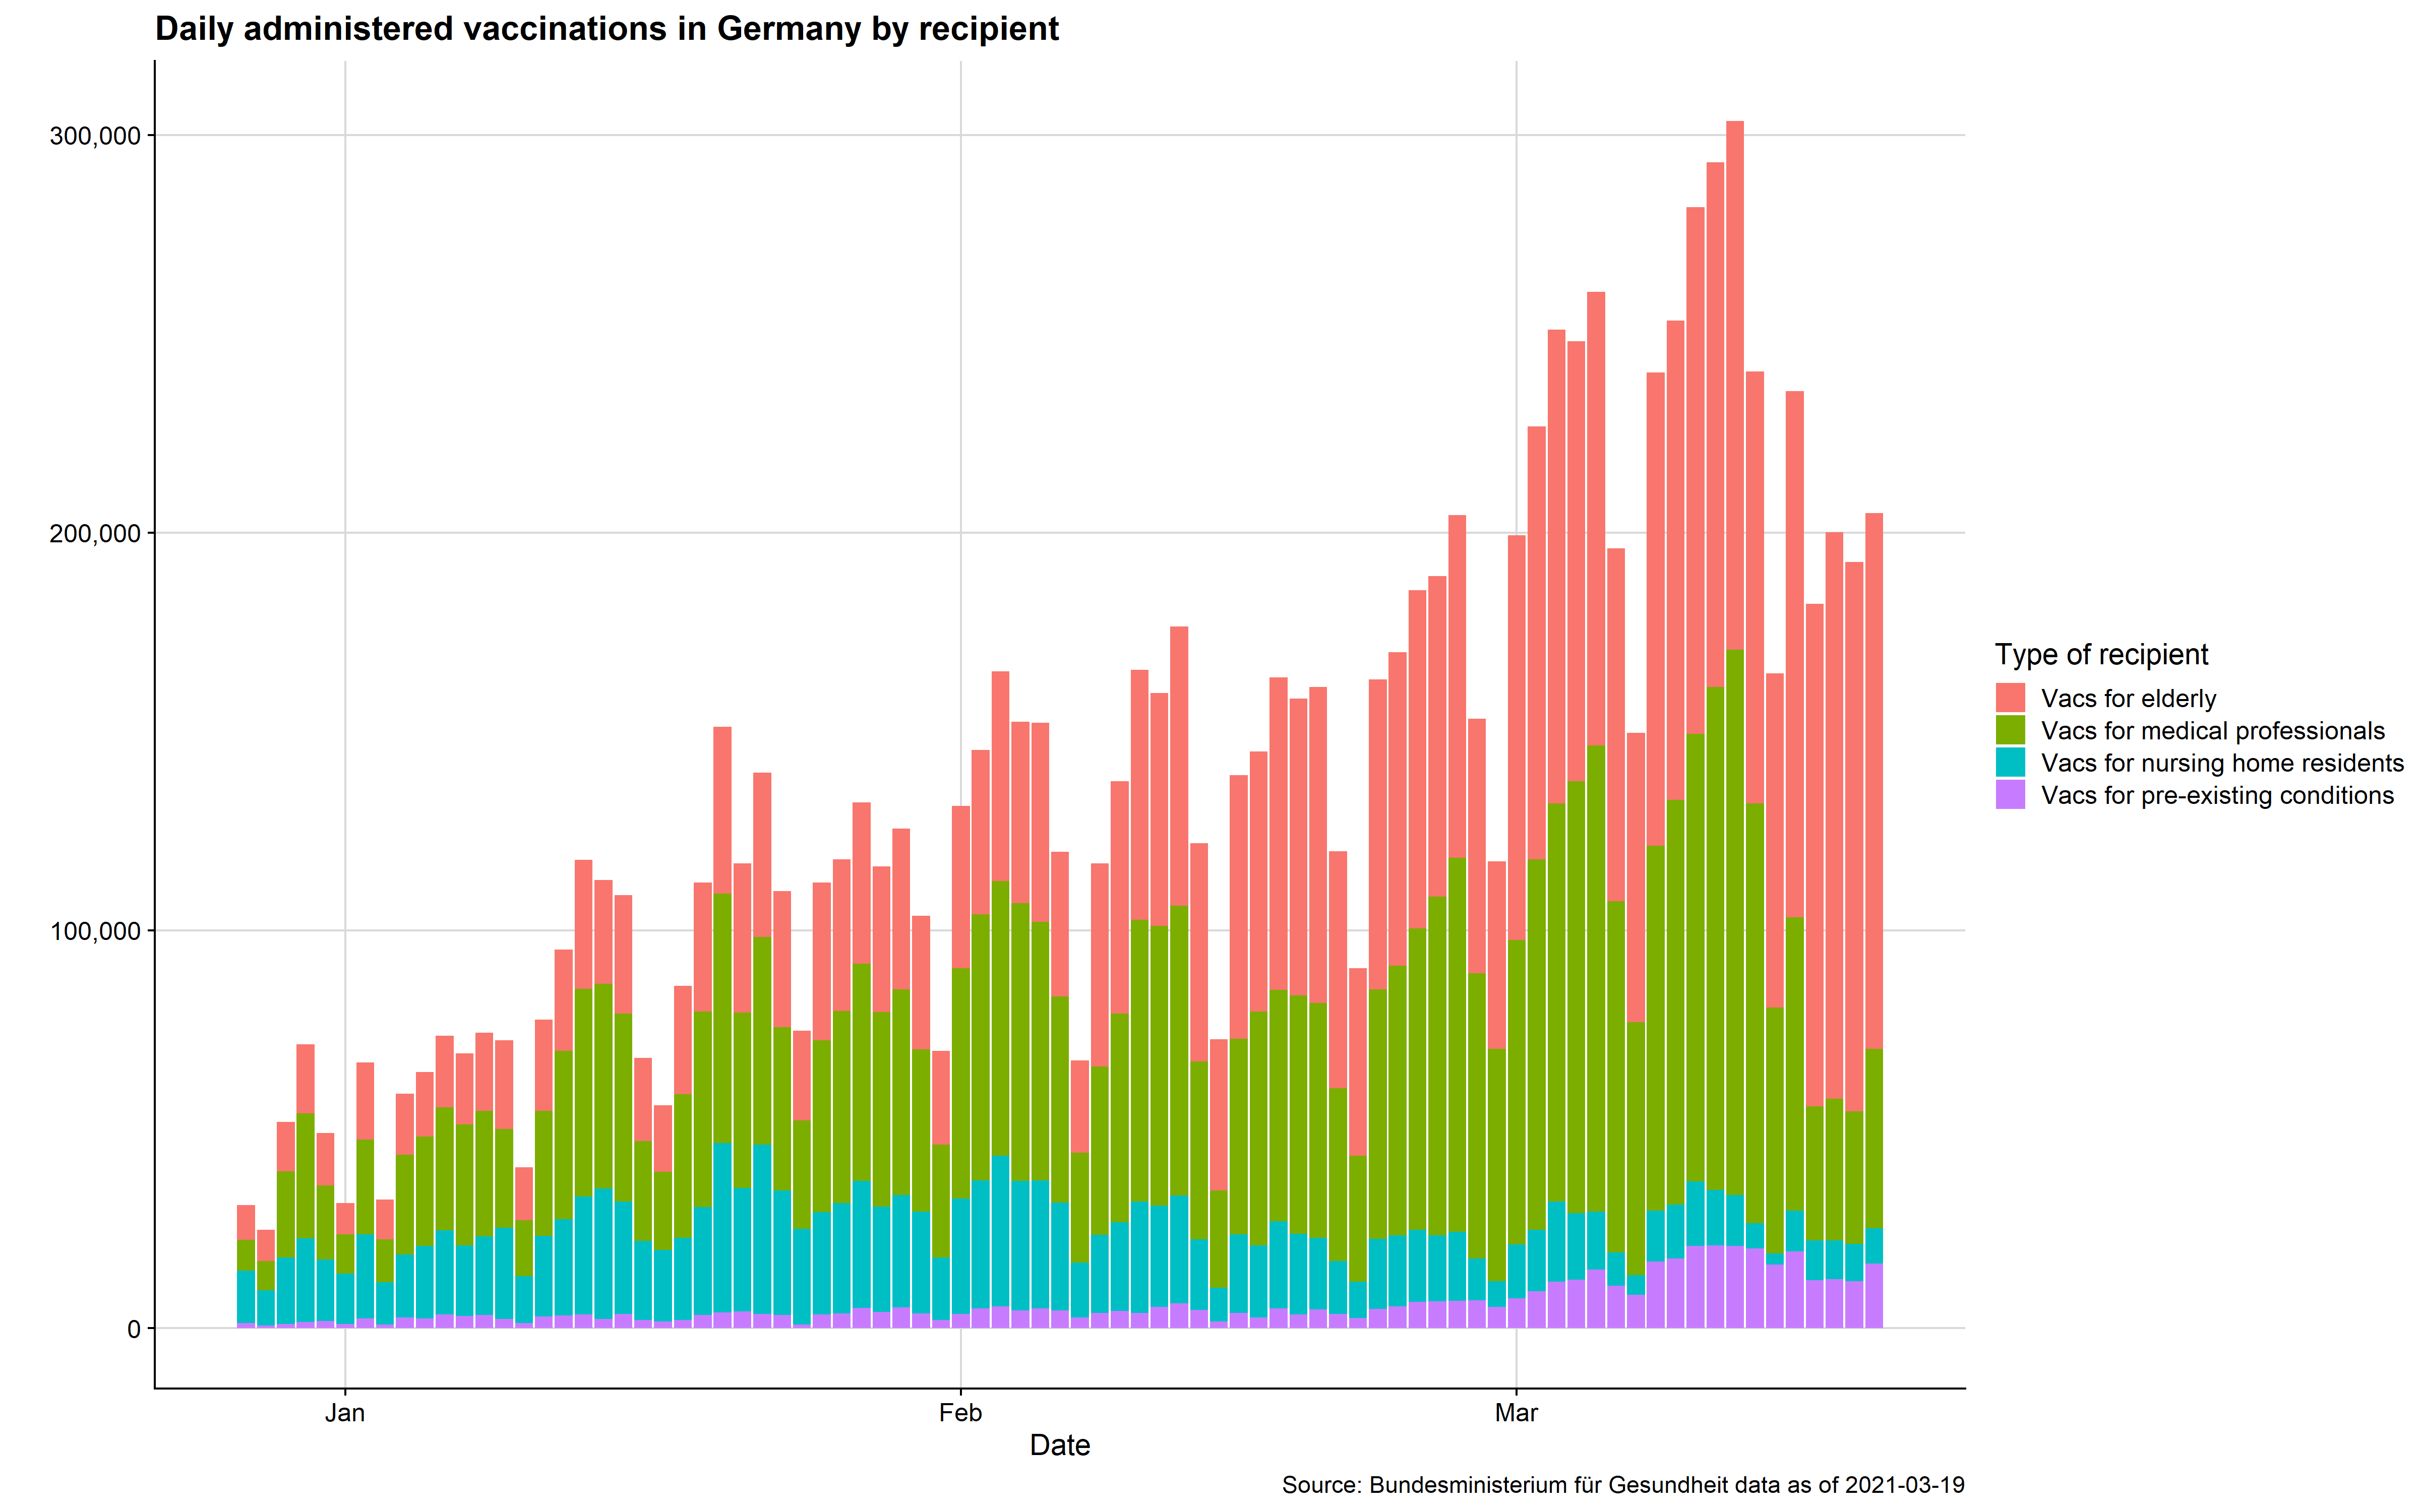 Daily administered vaccinations in Germany by recipient
300,000
200,000
100,000
0
Jan
Feb
Mar
Date
Type of recipient
Vacs for elderly
Vacs for medical professionals
Vacs for nursing home residents
Vacs for pre-existing conditions
Source: Bundesministerium für Gesundheit data as of 2021-03-19